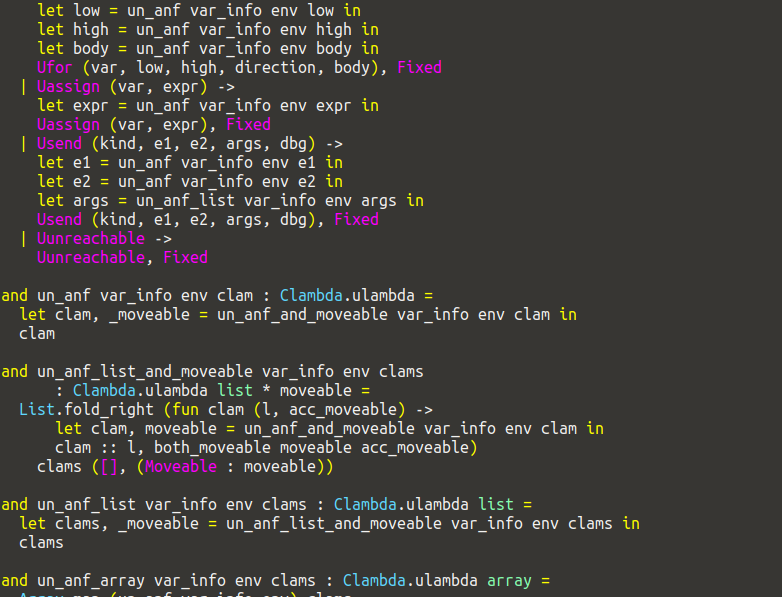 let low = un_anf var_info env low in
let high = un_anf var_info env high in
let body = un_anf var_info env body in
Ufor (var, low, high, direction, body), Fixed
| Uassign (var, expr) ->
let expr = un_anf var_info env expr in
Uassign (var, expr), Fixed
| Usend (kind, e1, e2, args, dbg) ->
let e1 = un_anf var_info env e1 in
let e2 = un_anf var_info env e2 in
let args = un_anf_list var_info env args in
Usend (kind, e1, e2, args, dbg), Fixed
| Uunreachable ->
Uunreachable, Fixed
and un_anf var_info env clam : Clambda.ulambda =
let clam, _moveable = un_anf_and_moveable var_info env clam in
clam
and un_anf_list_and_moveable var_info env clams
: Clambda.ulambda list * moveable =
List.fold_right (fun clam (l, acc_moveable) ->
let clam, moveable = un_anf_and_moveable var_info env clam in
clam :: l, both_moveable moveable acc_moveable)
clams ([], (Moveable : moveable))
and un_anf_list var_info env clams : Clambda.ulambda list =
let clams, _moveable = un_anf_list_and_moveable var_info env clams in
clams
and un_anf_array var_info env clams : Clambda.ulambda array =